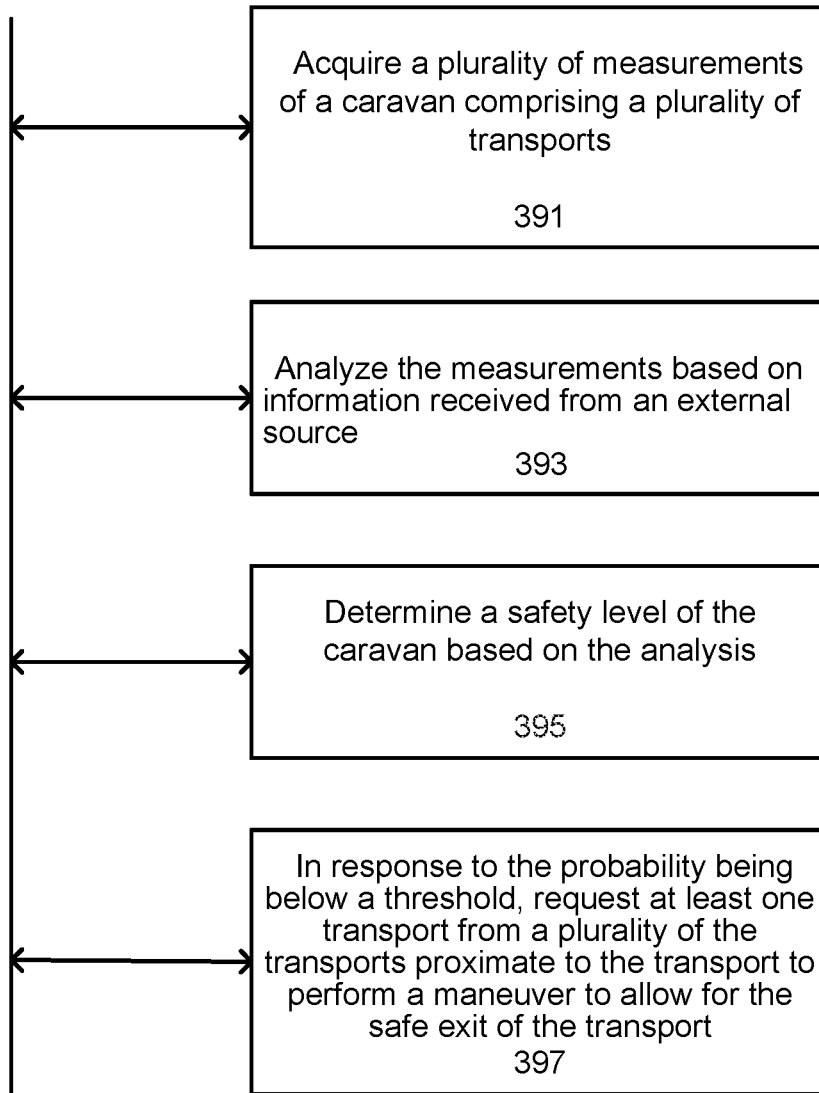 Acquire a plurality of measurements
of a caravan comprising a plurality of
transports
391
Analyze the measurements based on
information received from an external
source
393
Determine a safety level of the
caravan based on the analysis
395
In response to the probability being
below a threshold, request at least one
transport from a plurality of the
transports proximate to the transport to
perform a maneuver to allow for the
safe exit of the transport
397